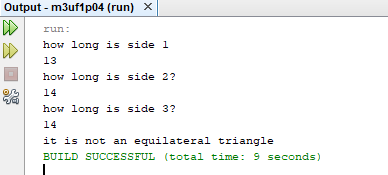 Output - m3uf1p04 (run) ×
run:
how long is side 1
13
how long is side 2?
14
how long is side 3?
14
it is not an equilateral triangle
BUILD SUCCESSFUL (total time: 9 seconds)